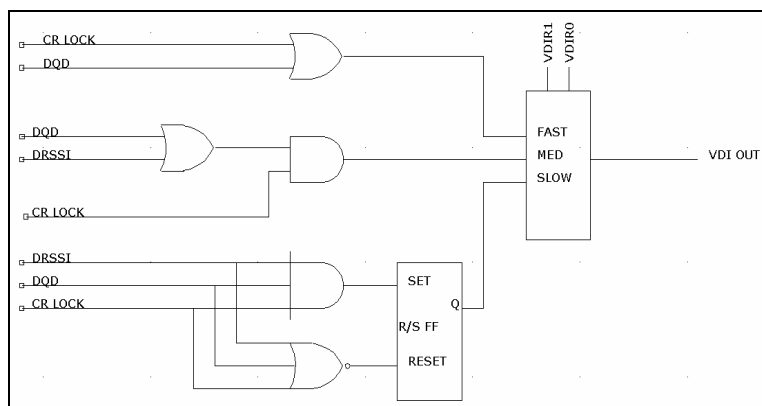 CR LOCK
DQD
DQD
DRSSI
CR LOCK
DRSSI
DQD
CR LOCK
SET
R/S FF
Q
RESET
VDIR1
VDIR0
FAST
MED
SLOW
VDI OUT